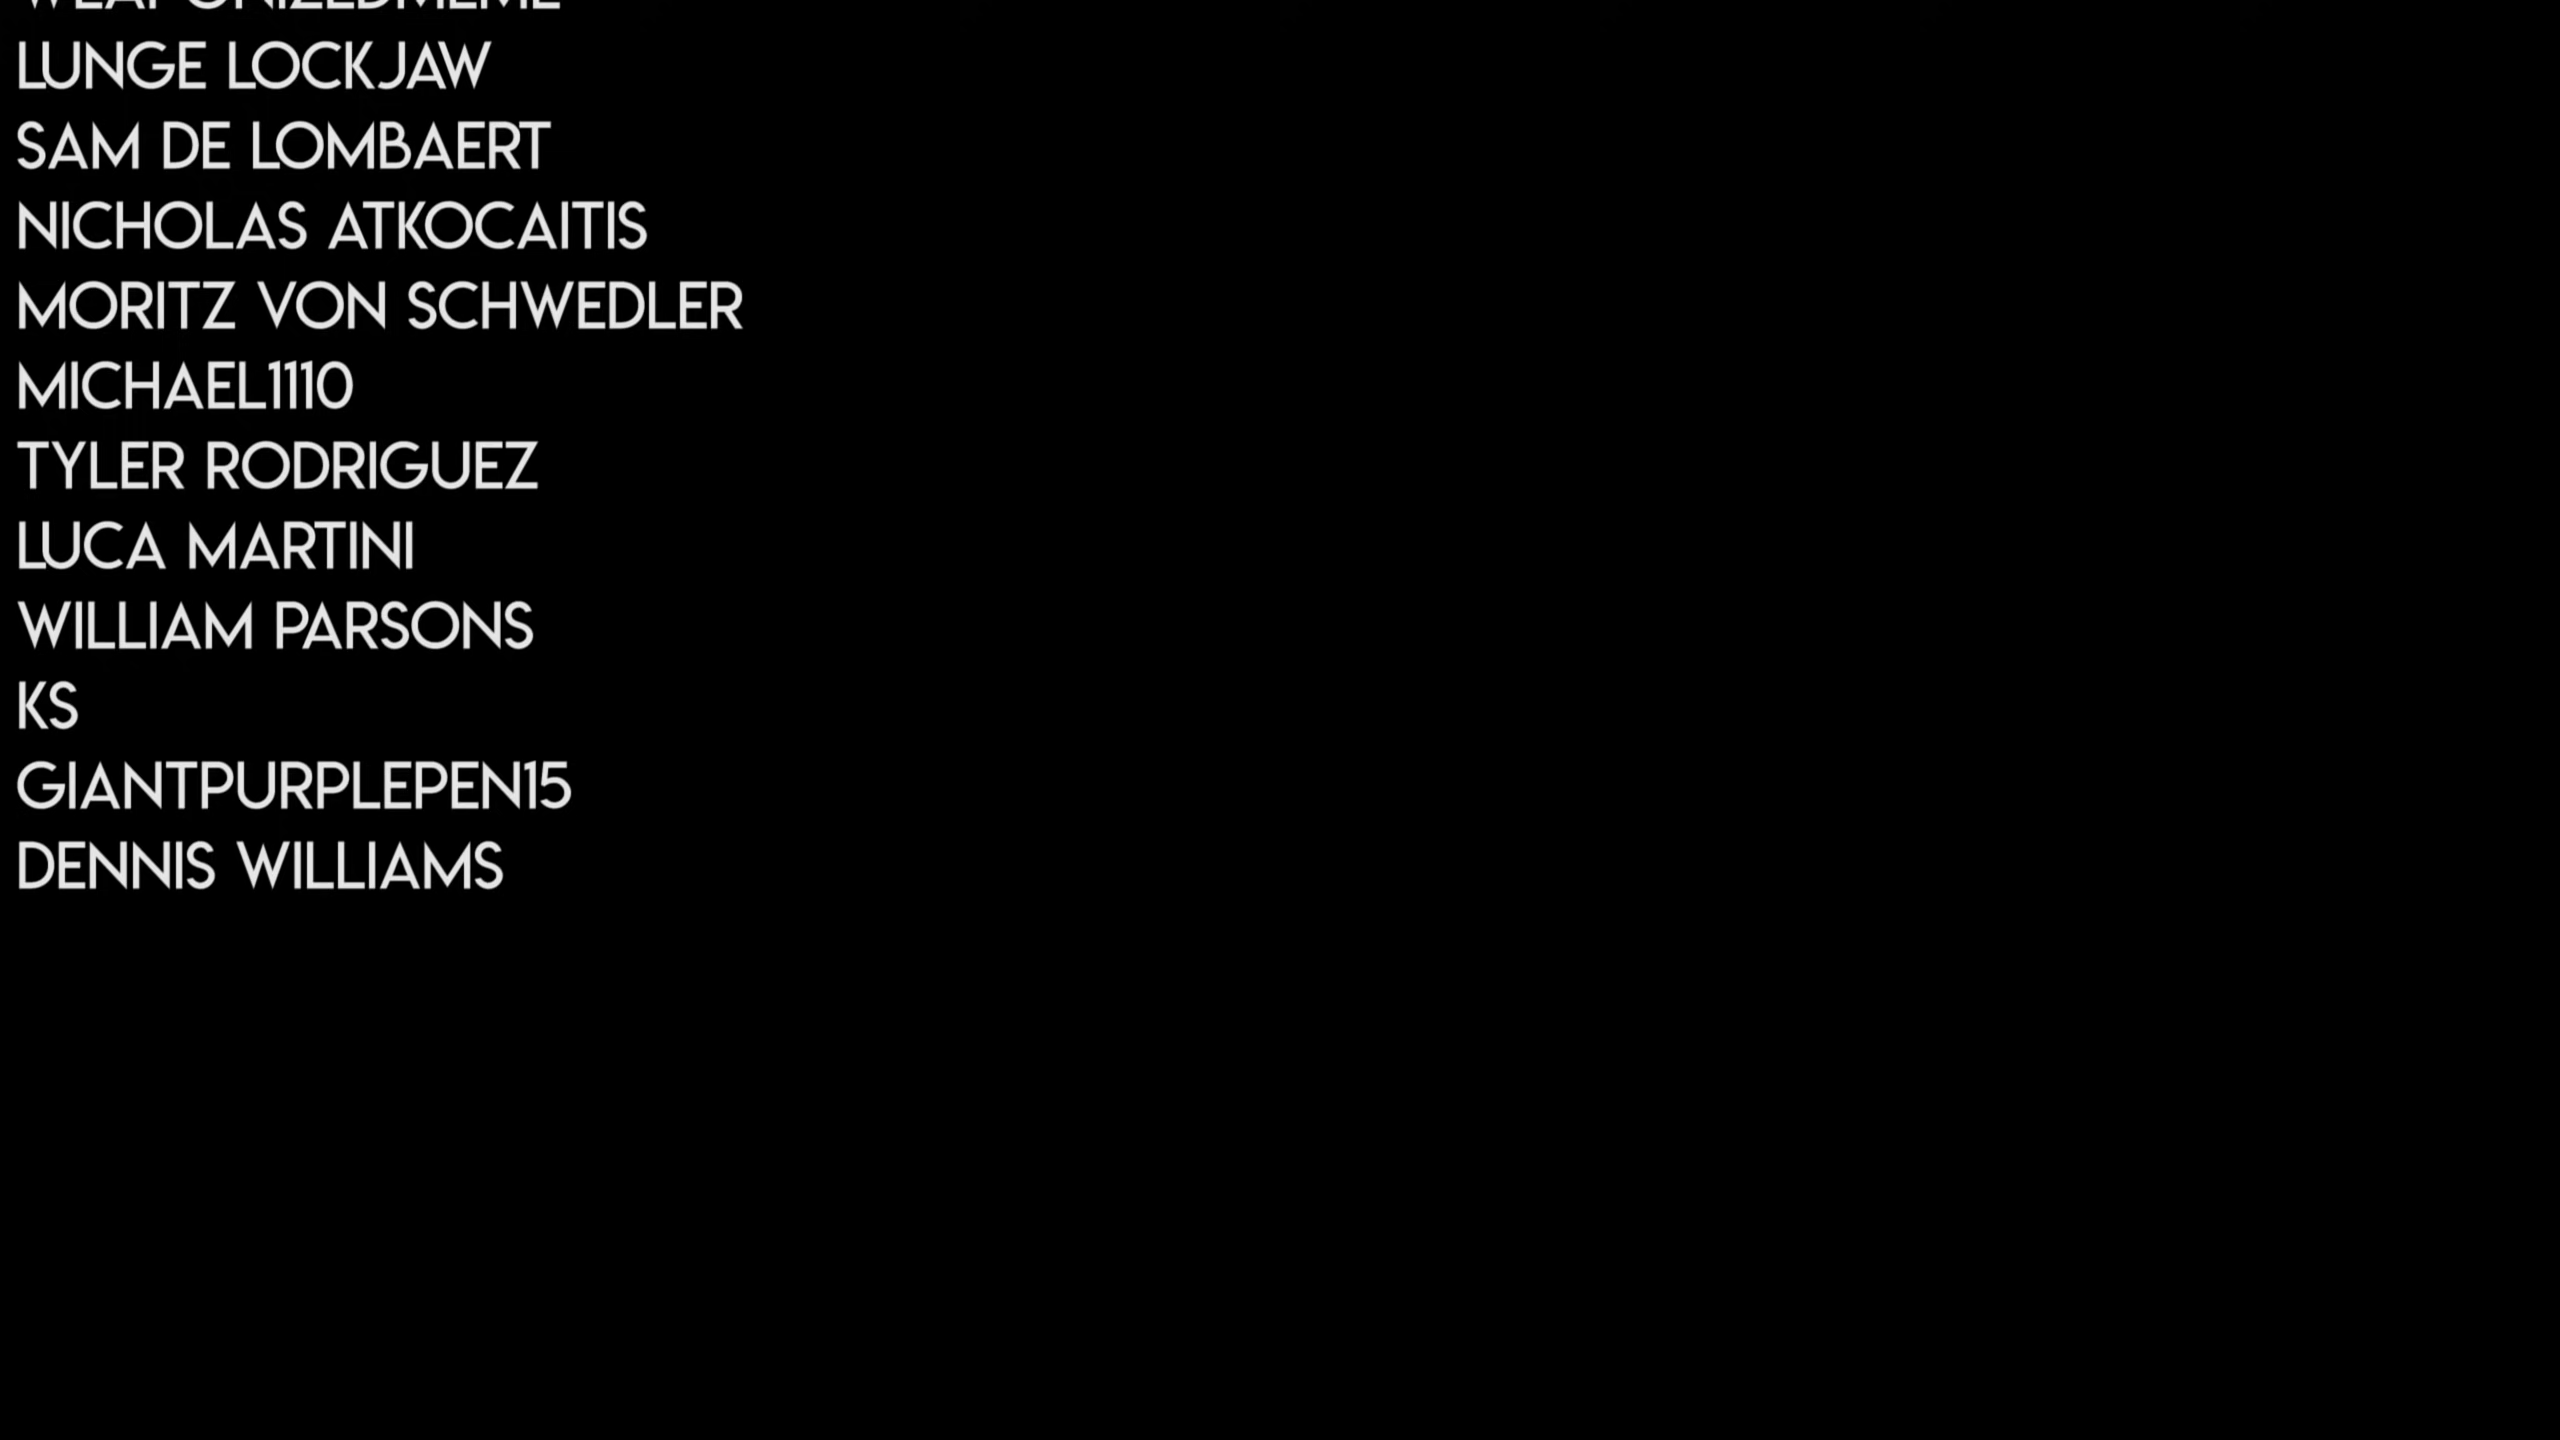 WEAPONIZEDMEME
LUNGE LOCKJAW
SAM DE LOMBAERT
NICHOLAS ATKOCAITIS
MORITZ VON SCHWEDLER
MICHAEL1110
TYLER RODRIGUEZ
LUCA MARTINI
WILLIAM PARSONS
KS
GIANTPURPLEPEN15
DENNIS WILLIAMS